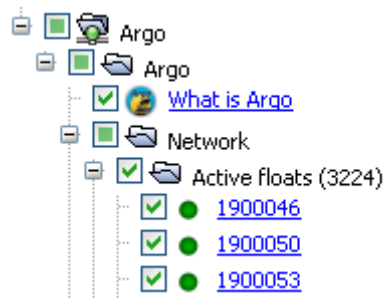 Argo
Argo
What is Argo
Network
Active floats (3224)
1900046
1900050
1900053